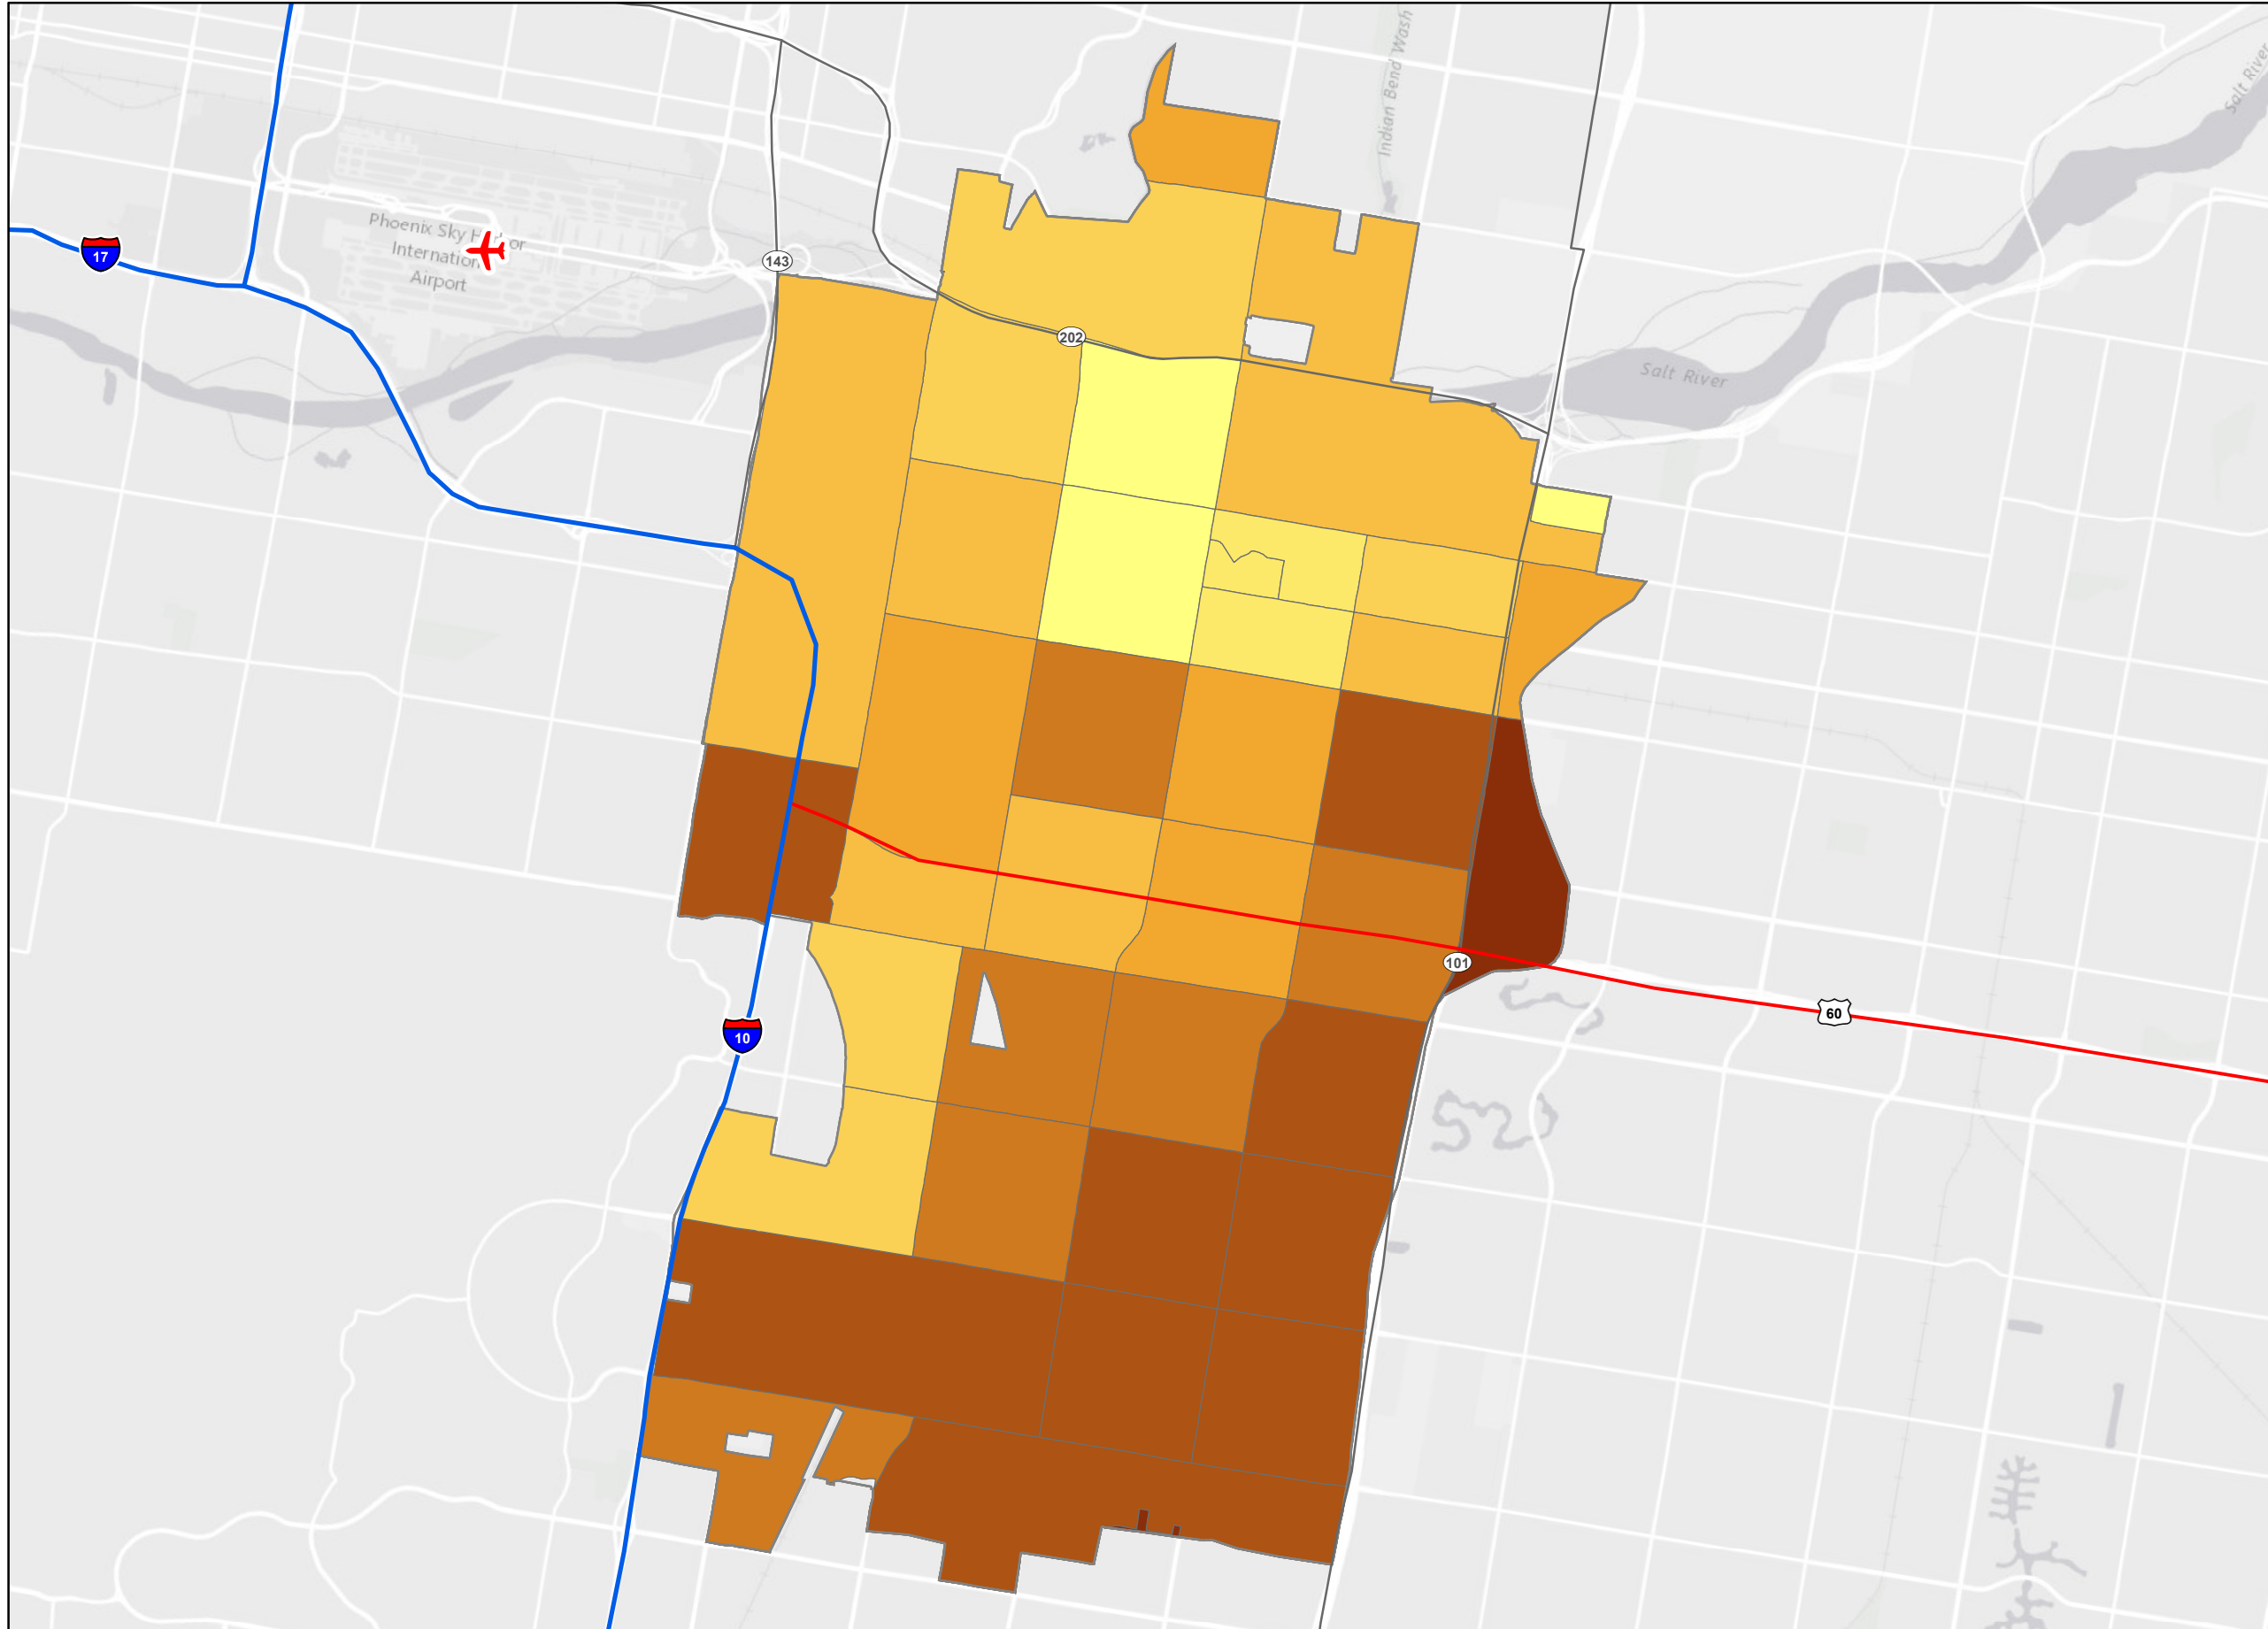 Indian Bend Wash
Salt River
Phoenix Sky Harbor
International
Airport
17
143
202
Salt River
101
60
10